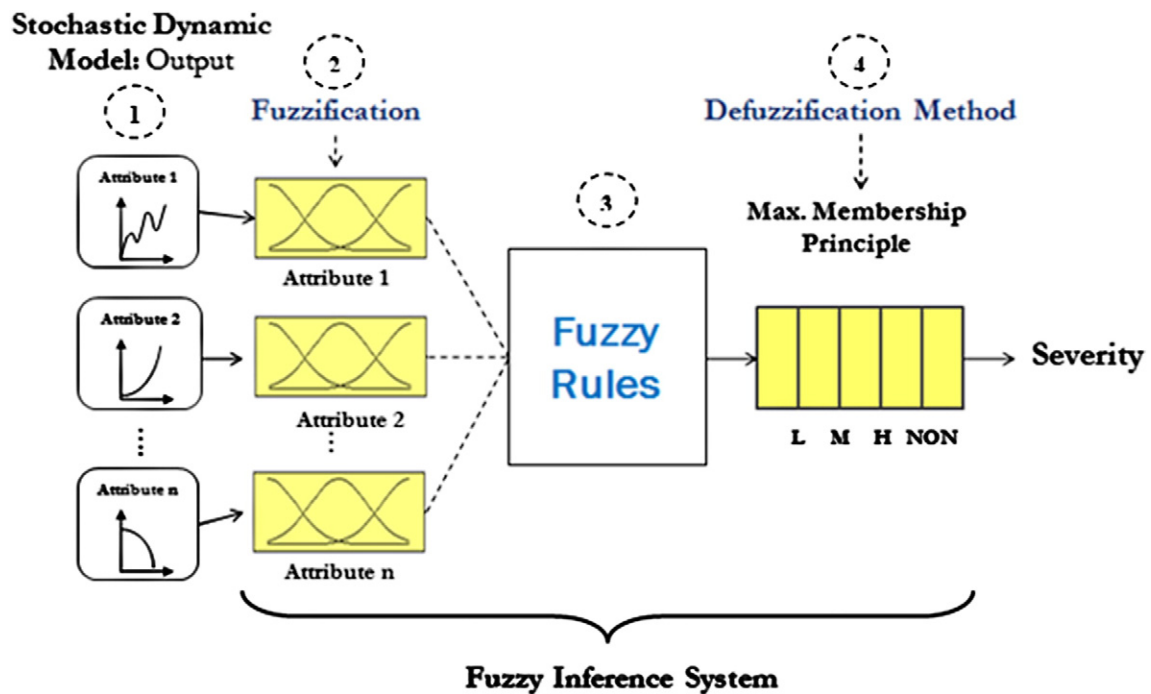 Stochastic Dynamic
Model: Output
1
2
Fuzzification
4
Defuzzification Method
Attribute 1
Attribute 1
3
Max. Membership
Principle
Attribute 2
Attribute 2
Fuzzy
Rules
Severity
L M H NON
Attribute n
Attribute n
Fuzzy Inference System